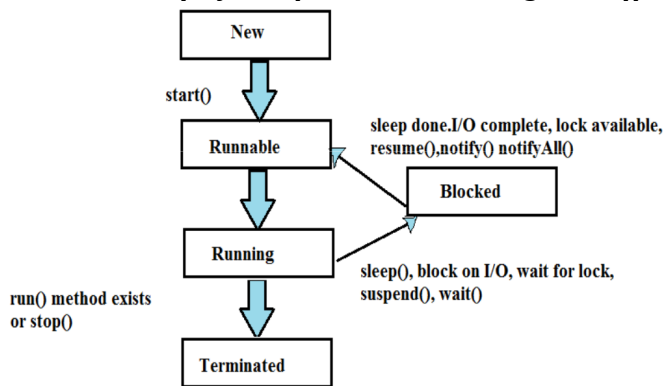 New
start()
sleep done.I/O complete, lock available,
resume(),notify() notifyAll()
Runnable
Blocked
Running
sleep(), block on I/O, wait for lock,
suspend(), wait()
run() method exists
or stop()
Terminated